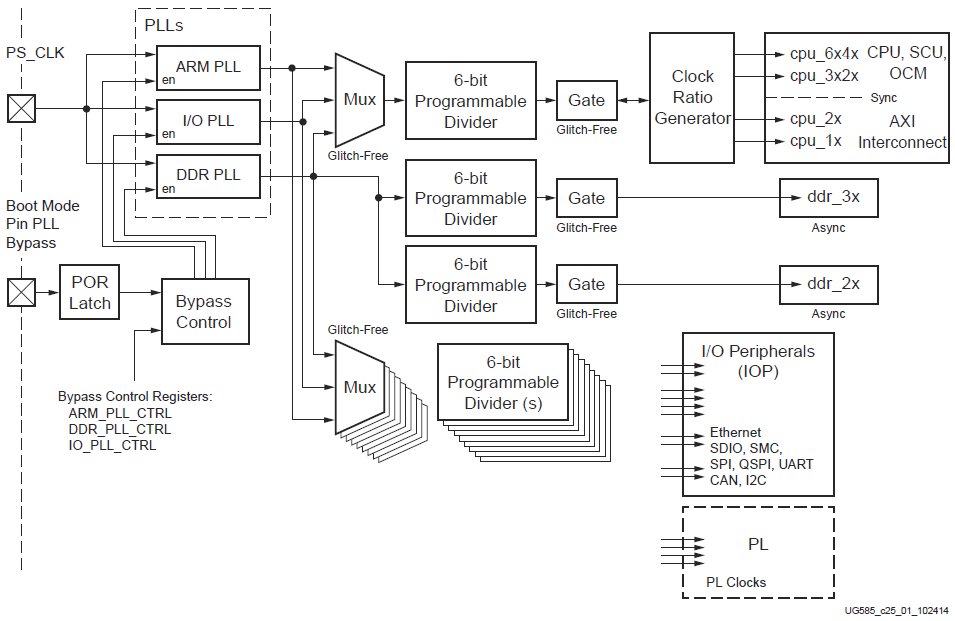 PLLs
PS_CLK
ARM PLL
en
I/O PLL
en
DDR PLL
en
Boot Mode
Pin PLL
Bypass
POR
Latch
Bypass
Control
Bypass Control Registers:
ARM_PLL_CTRL
DDR_PLL_CTRL
IO_PLL_CTRL
Mux
Glitch-Free
6-bit
Programmable
Divider
Gate
Glitch-Free
Clock
Ratio
Generator
cpu_6x4x
cpu_3x2x
CPU, SCU,
OCM
Sync
cpu_2x
cpu_1x
AXI
Interconnect
6-bit
Programmable
Divider
Gate
Glitch-Free
ddr_3x
Async
6-bit
Programmable
Divider
Gate
Glitch-Free
ddr_2x
Async
Glitch-Free
Mux
6-bit
Programmable
Divider (s)
I/O Peripherals
(IOP)
Ethernet
SDIO, SMC,
SPI, QSPI, UART
CAN, I2C
PL
PL Clocks
UG585_c25_01_102414